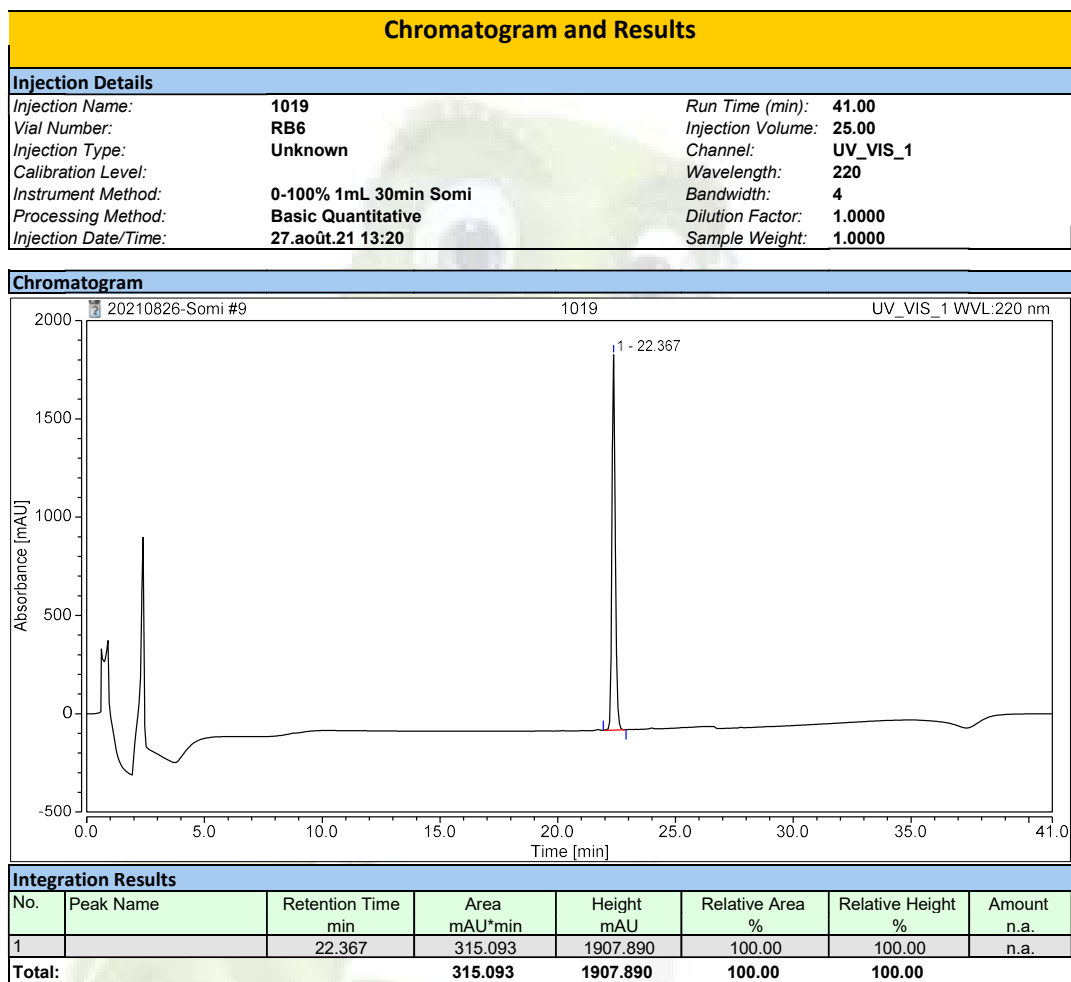 Chromatogram and Results
Injection Details
Injection Name: 1019 Run Time (min): 41.00
Vial Number: RB6 Injection Volume: 25.00
Injection Type: Unknown Channel: UV_VIS_1
Calibration Level: Wavelength: 220
Instrument Method: 0-100% 1mL 30min Somi Bandwidth: 4
Processing Method: Basic Quantitative Dilution Factor: 1.0000
Injection Date/Time: 27.août.21 13:20 Sample Weight: 1.0000
Chromatogram
20210826-Somi #9 1019 UV_VIS_1 WVL:220 nm
2000
1 - 22.367
1500
1000
500
0
-500
Absorbance [mAU]
0.0 5.0 10.0 15.0 20.0 25.0 30.0 35.0 41.0
Time [min]
Integration Results
No. Peak Name Retention Time Area Height Relative Area Relative Height Amount
min mAU*min mAU % % n.a.
1 22.367 315.093 1907.890 100.00 100.00 n.a.
Total: 315.093 1907.890 100.00 100.00